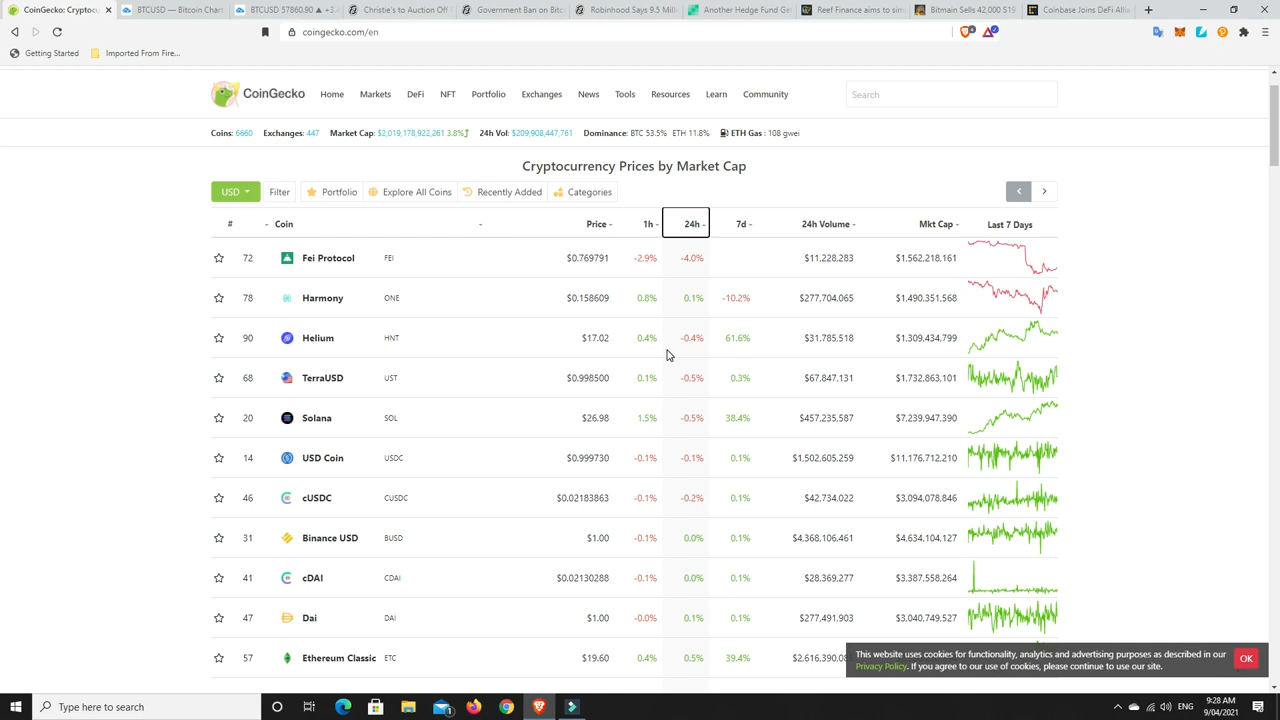 CoinGecko: Cryptocu
BTCUSD — Bitcoin Chart
BTCUSD 57860.90 ▲ +3.4
Christie's to Auction Off
Government Ban on Bitc
Robinhood Says 9.5 Milli
Another Hedge Fund Ge
Reef Finance aims to sim
Bitmain Sells 42,000 S19
Coinbase Joins DeFi Allia
coingecko.com/en
Getting Started
Imported From Fire...
CoinGecko
Home
Markets
DeFi
NFT
Portfolio
Exchanges
News
Tools
Resources
Learn
Community
Search
Coins: 6660 Exchanges: 447 Market Cap: $2,019,178,922,261 3.8% 24h Vol: $209,908,447,761 Dominance: BTC 53.5% ETH 11.8% ETH Gas : 108 gwei
Cryptocurrency Prices by Market Cap
USD
Filter
Portfolio
Explore All Coins
Recently Added
Categories
# Coin Price 1h 24h 7d 24h Volume Mkt Cap Last 7 Days
72 Fei Protocol FEI $0.769791 -2.9% -4.0% $11,228,283 $1,562,218,161
78 Harmony ONE $0.158609 0.8% 0.1% -10.2% $277,704,065 $1,490,351,568
90 Helium HNT $17.02 0.4% -0.4% 61.6% $31,785,518 $1,309,434,799
68 TerraUSD UST $0.998500 0.1% -0.5% 0.3% $67,847,131 $1,732,863,101
20 Solana SOL $26.98 1.5% -0.5% 38.4% $457,235,587 $7,239,947,390
14 USD Coin USDC $0.999730 -0.1% -0.1% 0.1% $1,502,605,259 $11,176,712,210
46 cUSDC CUSDC $0.02183863 -0.1% -0.2% 0.1% $42,734,022 $3,094,078,846
31 Binance USD BUSD $1.00 -0.1% 0.0% 0.1% $4,368,106,461 $4,634,104,127
41 cDAI CDAI $0.02130288 -0.1% 0.0% 0.1% $28,369,277 $3,387,558,264
47 Dai DAI $1.00 -0.0% 0.1% 0.1% $277,491,903 $3,040,749,527
57 Ethereum Classic ETC $19.60 0.4% 0.5% 39.4%
This website uses cookies for functionality, analytics and advertising purposes as described in our
Privacy Policy. If you agree to our use of cookies, please continue to use our site.
OK
Type here to search
ENG
9:28 AM
9/04/2021